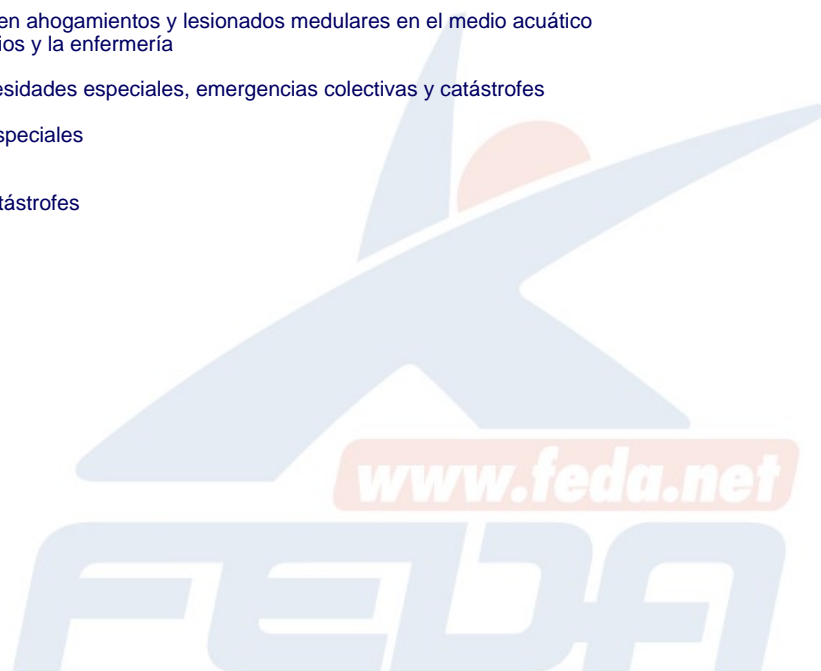 en ahogamientos y lesionados medulares en el medio acuático
ios y la enfermería
esidades especiales, emergencias colectivas y catástrofes
speciales
tástrofes
www.feda.net
FEDA